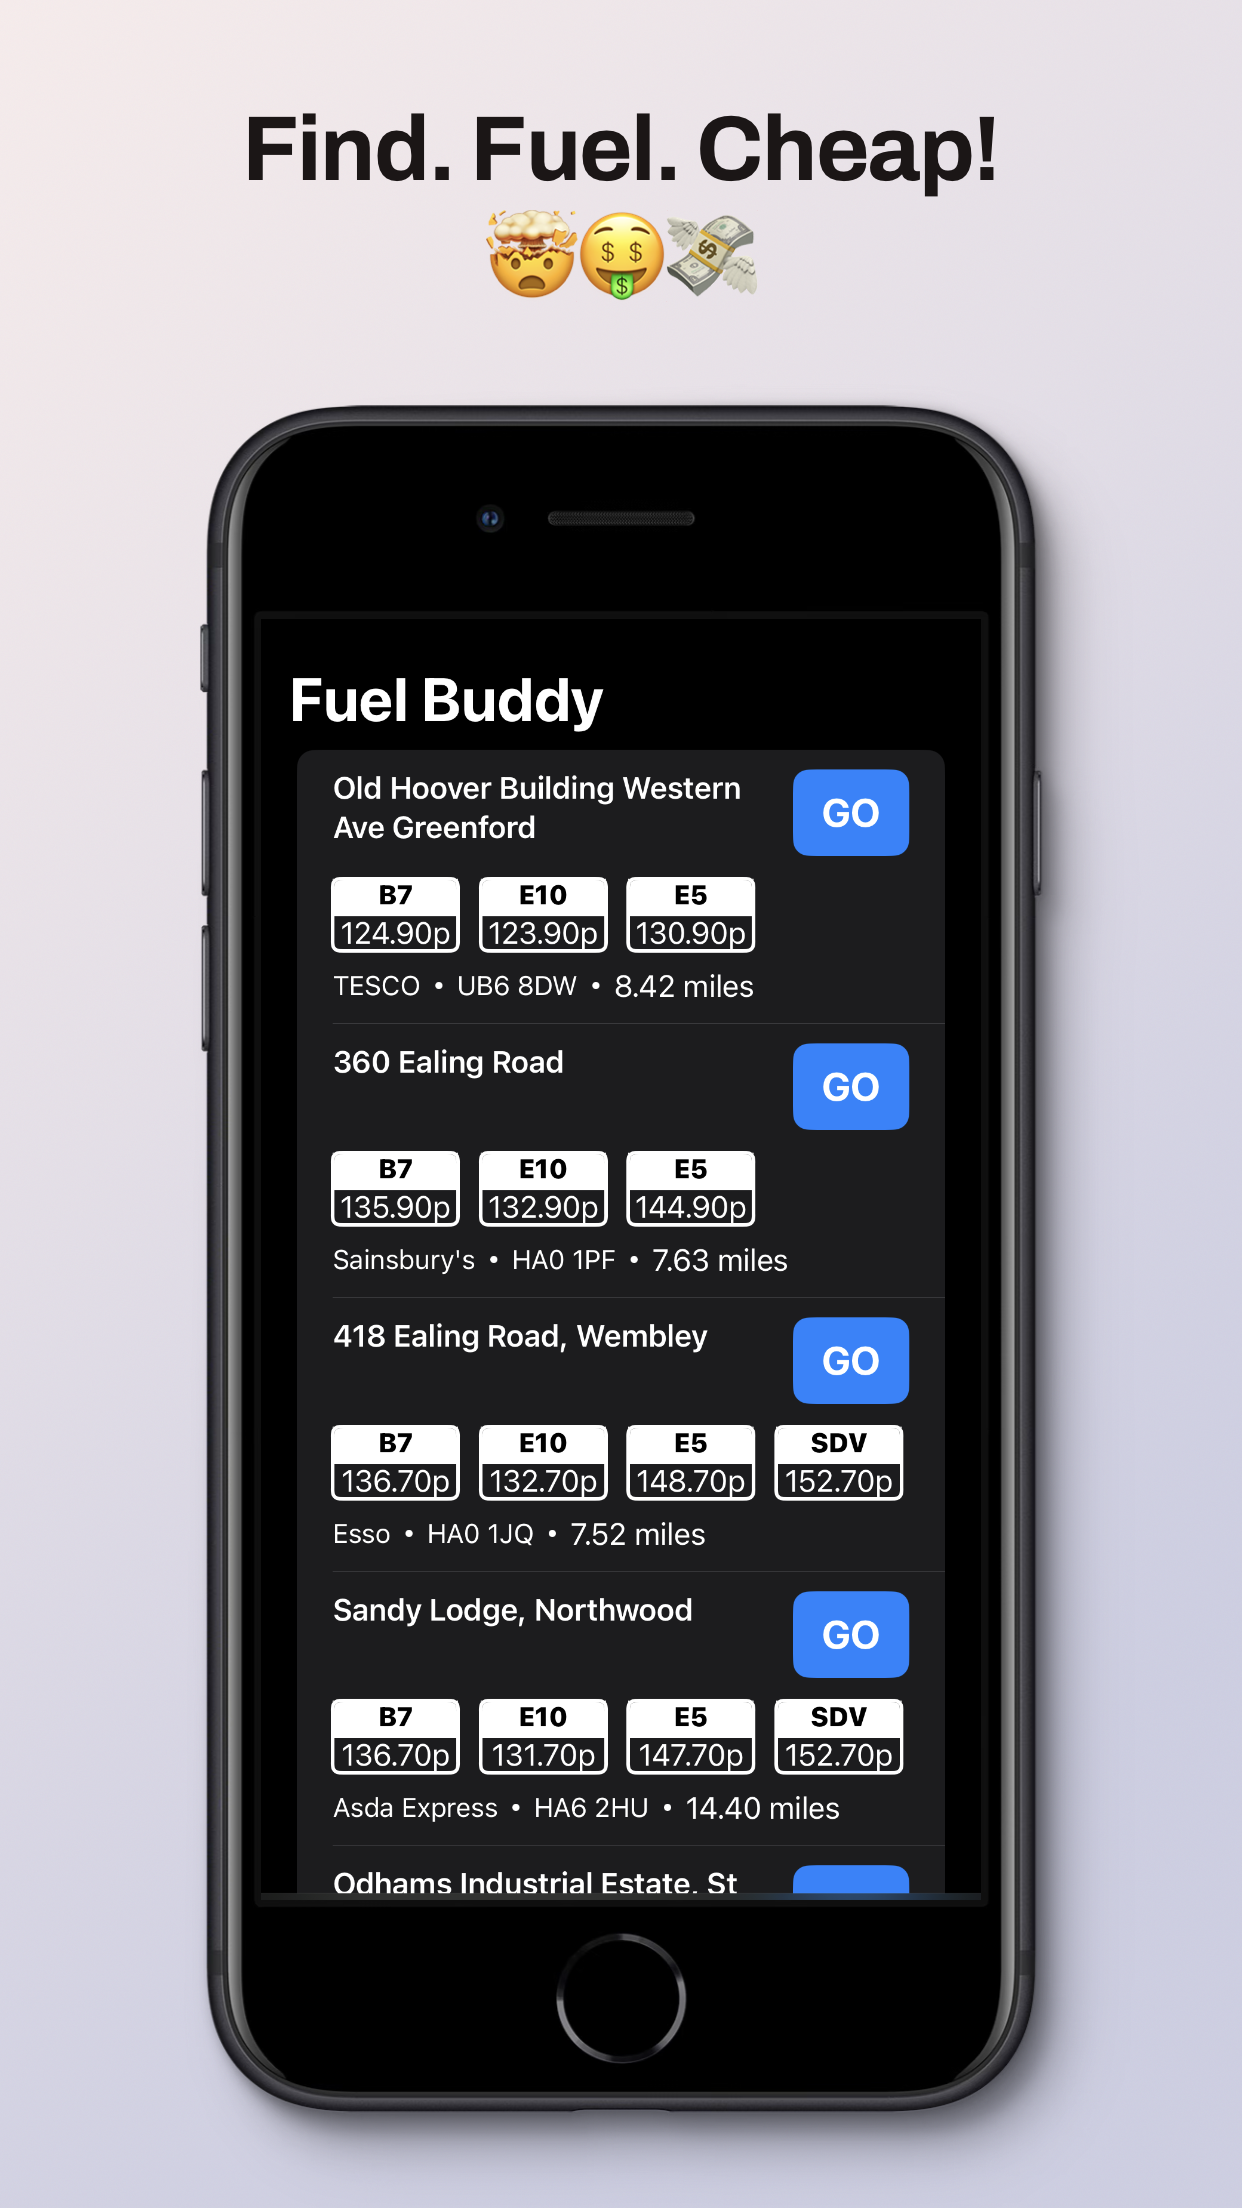 Find. Fuel. Cheap!
Fuel Buddy
Old Hoover Building Western
Ave Greenford
GO
B7 E10 E5
124.90p 123.90p 130.90p
TESCO • UB6 8DW • 8.42 miles
360 Ealing Road
GO
B7 E10 E5
135.90p 132.90p 144.90p
Sainsbury's • HA0 1PF • 7.63 miles
418 Ealing Road, Wembley
GO
B7 E10 E5 SDV
136.70p 132.70p 148.70p 152.70p
Esso • HA0 1JQ • 7.52 miles
Sandy Lodge, Northwood
GO
B7 E10 E5 SDV
136.70p 131.70p 147.70p 152.70p
Asda Express • HA6 2HU • 14.40 miles
Odhams Industrial Estate, St